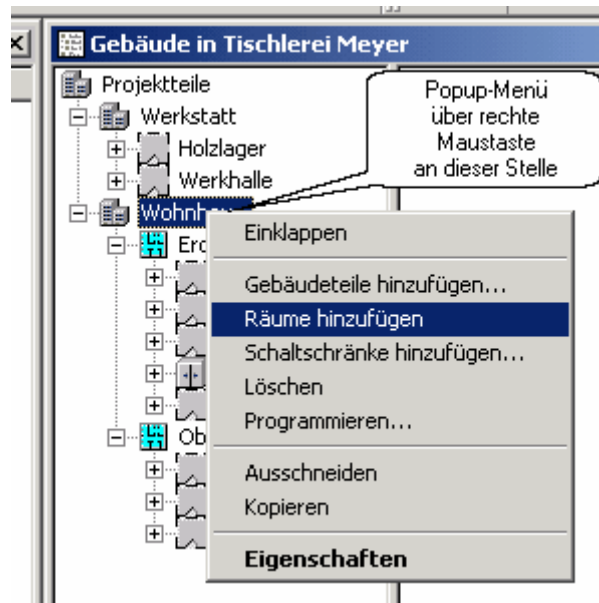 Gebäude in Tischlerei Meyer
Projektteile
Popup-Menü
über rechte
Maustaste
an dieser Stelle
Werkstatt
Holzlager
Werkhalle
Einklappen
Gebäudeteile hinzufügen...
Räume hinzufügen
Schaltschränke hinzufügen...
Löschen
Programmieren...
Ausschneiden
Kopieren
Eigenschaften